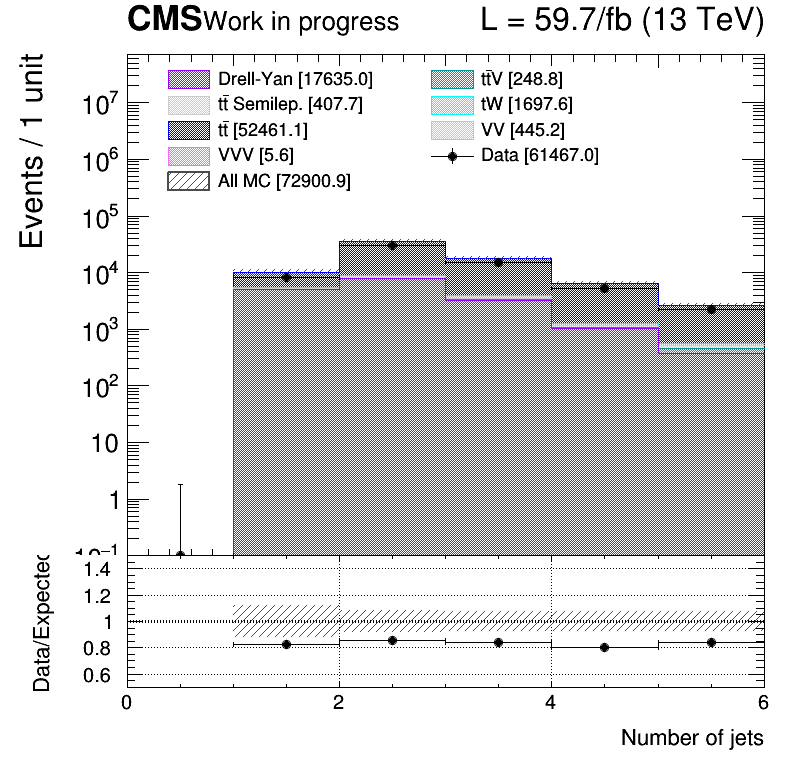 CMS Work in progress L = 59.7/fb (13 TeV)
Events / 1 unit
Drell-Yan [17635.0]
tt̄ Semilep. [407.7]
tt̄ [52461.1]
VVV [5.6]
All MC [72900.9]
tt̄V [248.8]
tW [1697.6]
VV [445.2]
Data [61467.0]
10⁷
10⁶
10⁵
10⁴
10³
10²
10
1
10⁻¹
Data/Expected
1.4
1.2
1
0.8
0.6
0 2 4 6
Number of jets